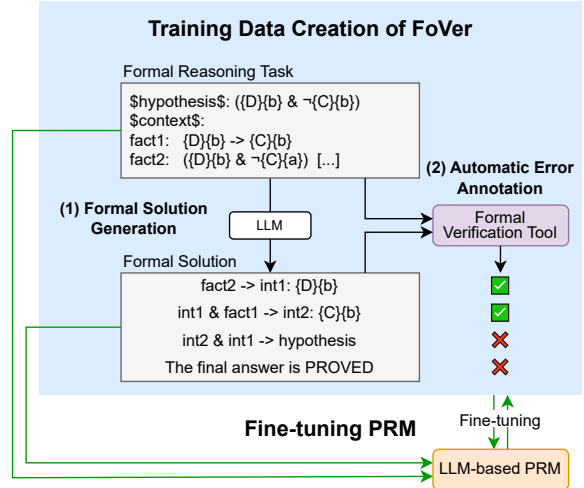 Training Data Creation of FoVer
Formal Reasoning Task
$hypothesis$: ({D}{b} & ¬{C}{b})
$context$:
fact1: {D}{b} -> {C}{b}
fact2: ({D}{b} & ¬{C}{a}) [...]
(2) Automatic Error
Annotation
(1) Formal Solution
Generation
LLM
Formal
Verification Tool
Formal Solution
fact2 -> int1: {D}{b}
int1 & fact1 -> int2: {C}{b}
int2 & int1 -> hypothesis
The final answer is PROVED
Fine-tuning PRM
Fine-tuning
LLM-based PRM